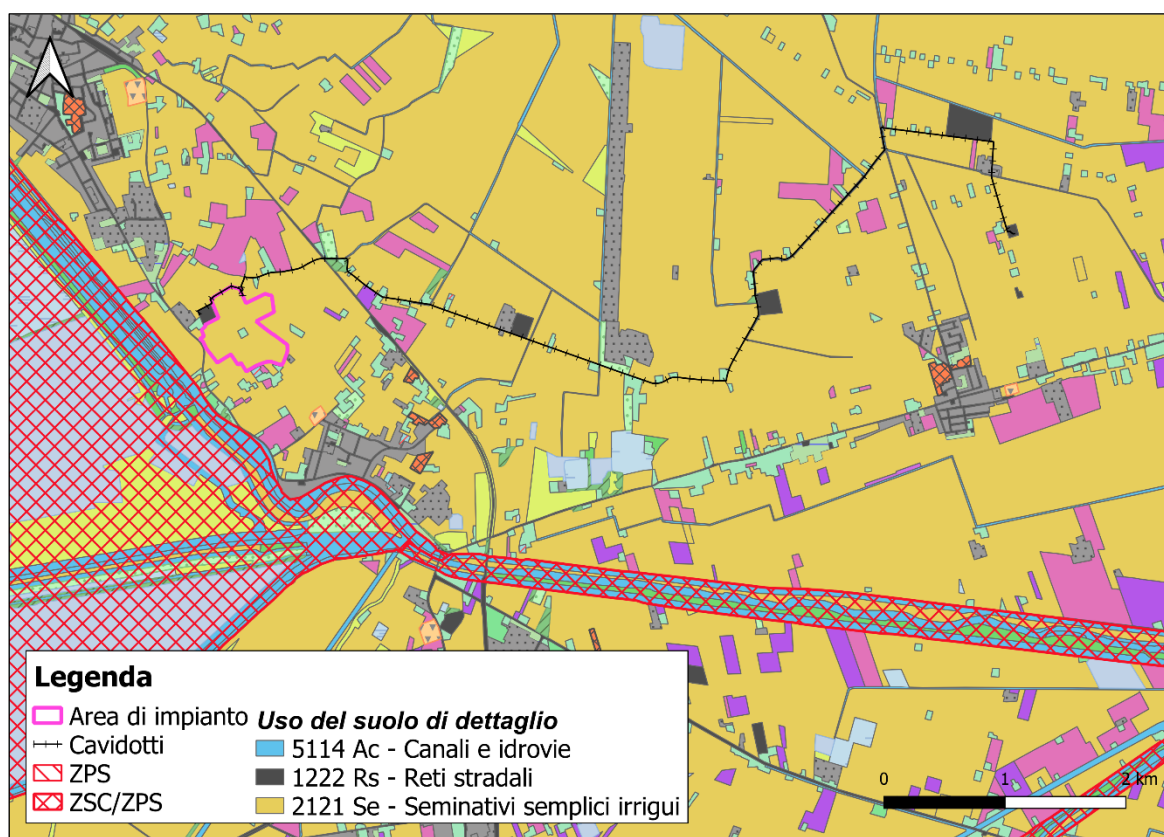 Legenda
Area di impianto
Cavidotti
ZPS
ZSC/ZPS
Uso del suolo di dettaglio
5114 Ac - Canali e idrovie
1222 Rs - Reti stradali
2121 Se - Seminativi semplici irrigui
0 1 2 km